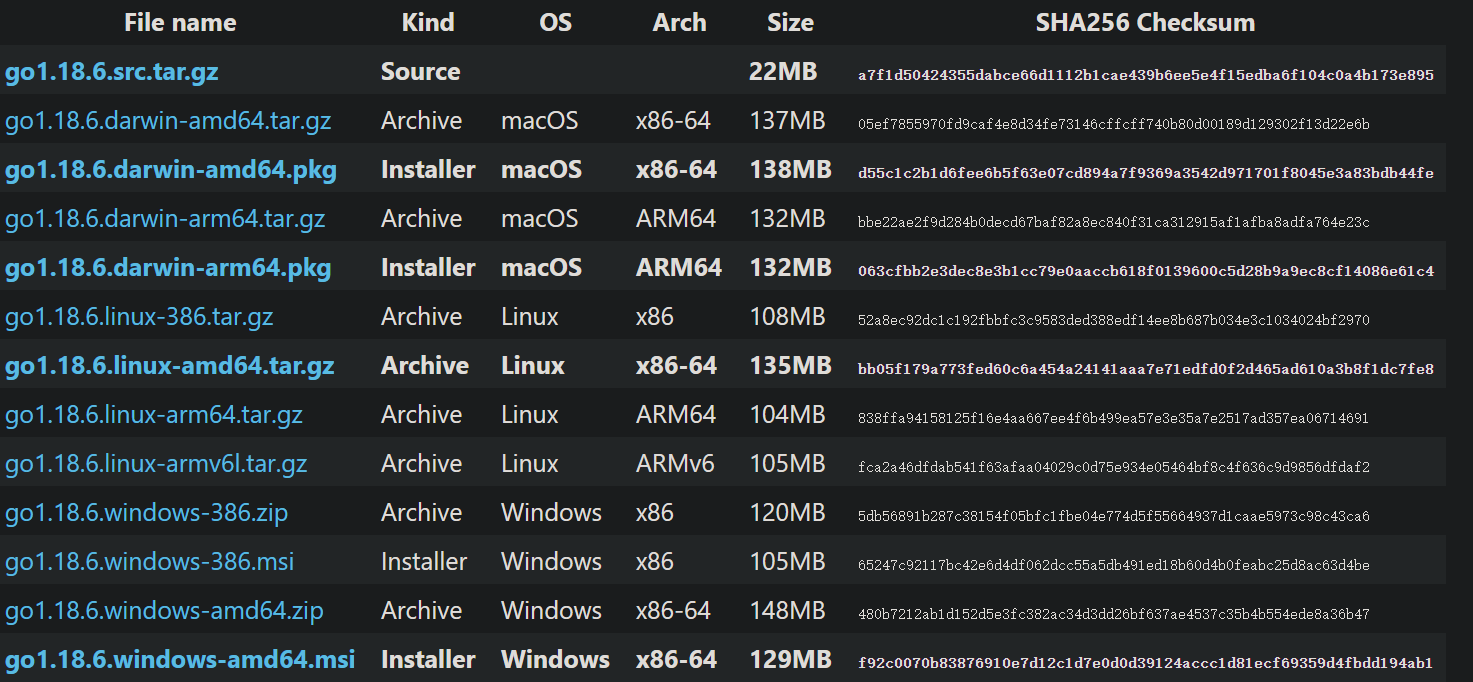 File name Kind OS Arch Size SHA256 Checksum
go1.18.6.src.tar.gz Source 22MB a7f1d50424355dabce66d1112b1cae439b6ee5e4f15edba6f104c0a4b173e895
go1.18.6.darwin-amd64.tar.gz Archive macOS x86-64 137MB 05ef7855970fd9caf4e8d34fe73146cffcff740b80d00189d129302f13d22e6b
go1.18.6.darwin-amd64.pkg Installer macOS x86-64 138MB d55c1c2b1d6fee6b5f63e07cd894a7f9369a3542d971701f8045e3a83bdb44fe
go1.18.6.darwin-arm64.tar.gz Archive macOS ARM64 132MB bbe22ae2f9d284b0decd67baf82a8ec840f31ca312915af1afba8adfa764e23c
go1.18.6.darwin-arm64.pkg Installer macOS ARM64 132MB 063cfbb2e3dec8e3b1cc79e0aaccb618f0139600c5d28b9a9ec8cf14086e61c4
go1.18.6.linux-386.tar.gz Archive Linux x86 108MB 52a8ec92dc1c192fbbfc3c9583ded388edf14ee8b687b034e3c1034024bf2970
go1.18.6.linux-amd64.tar.gz Archive Linux x86-64 135MB bb05f179a773fed60c6a454a24141aaa7e71edfd0f2d465ad610a3b8f1dc7fe8
go1.18.6.linux-arm64.tar.gz Archive Linux ARM64 104MB 838ffa94158125f16e4aa667ee4f6b499ea57e3e35a7e2517ad357ea06714691
go1.18.6.linux-armv6l.tar.gz Archive Linux ARMv6 105MB fca2a46dfdab541f63afaa04029c0d75e934e05464bf8c4f636c9d9856dfdaf2
go1.18.6.windows-386.zip Archive Windows x86 120MB 5db56891b287c38154f05bfc1fbe04e774d5f55664937d1caae5973c98c43ca6
go1.18.6.windows-386.msi Installer Windows x86 105MB 65247c92117bc42e6d4df062dcc55a5db491ed18b60d4b0feabc25d8ac63d4be
go1.18.6.windows-amd64.zip Archive Windows x86-64 148MB 480b7212ab1d152d5e3fc382ac34d3dd26bf637ae4537c35b4b554ede8a36b47
go1.18.6.windows-amd64.msi Installer Windows x86-64 129MB f92c0070b83876910e7d12c1d7e0d0d39124accc1d81ecf69359d4fbdd194ab1